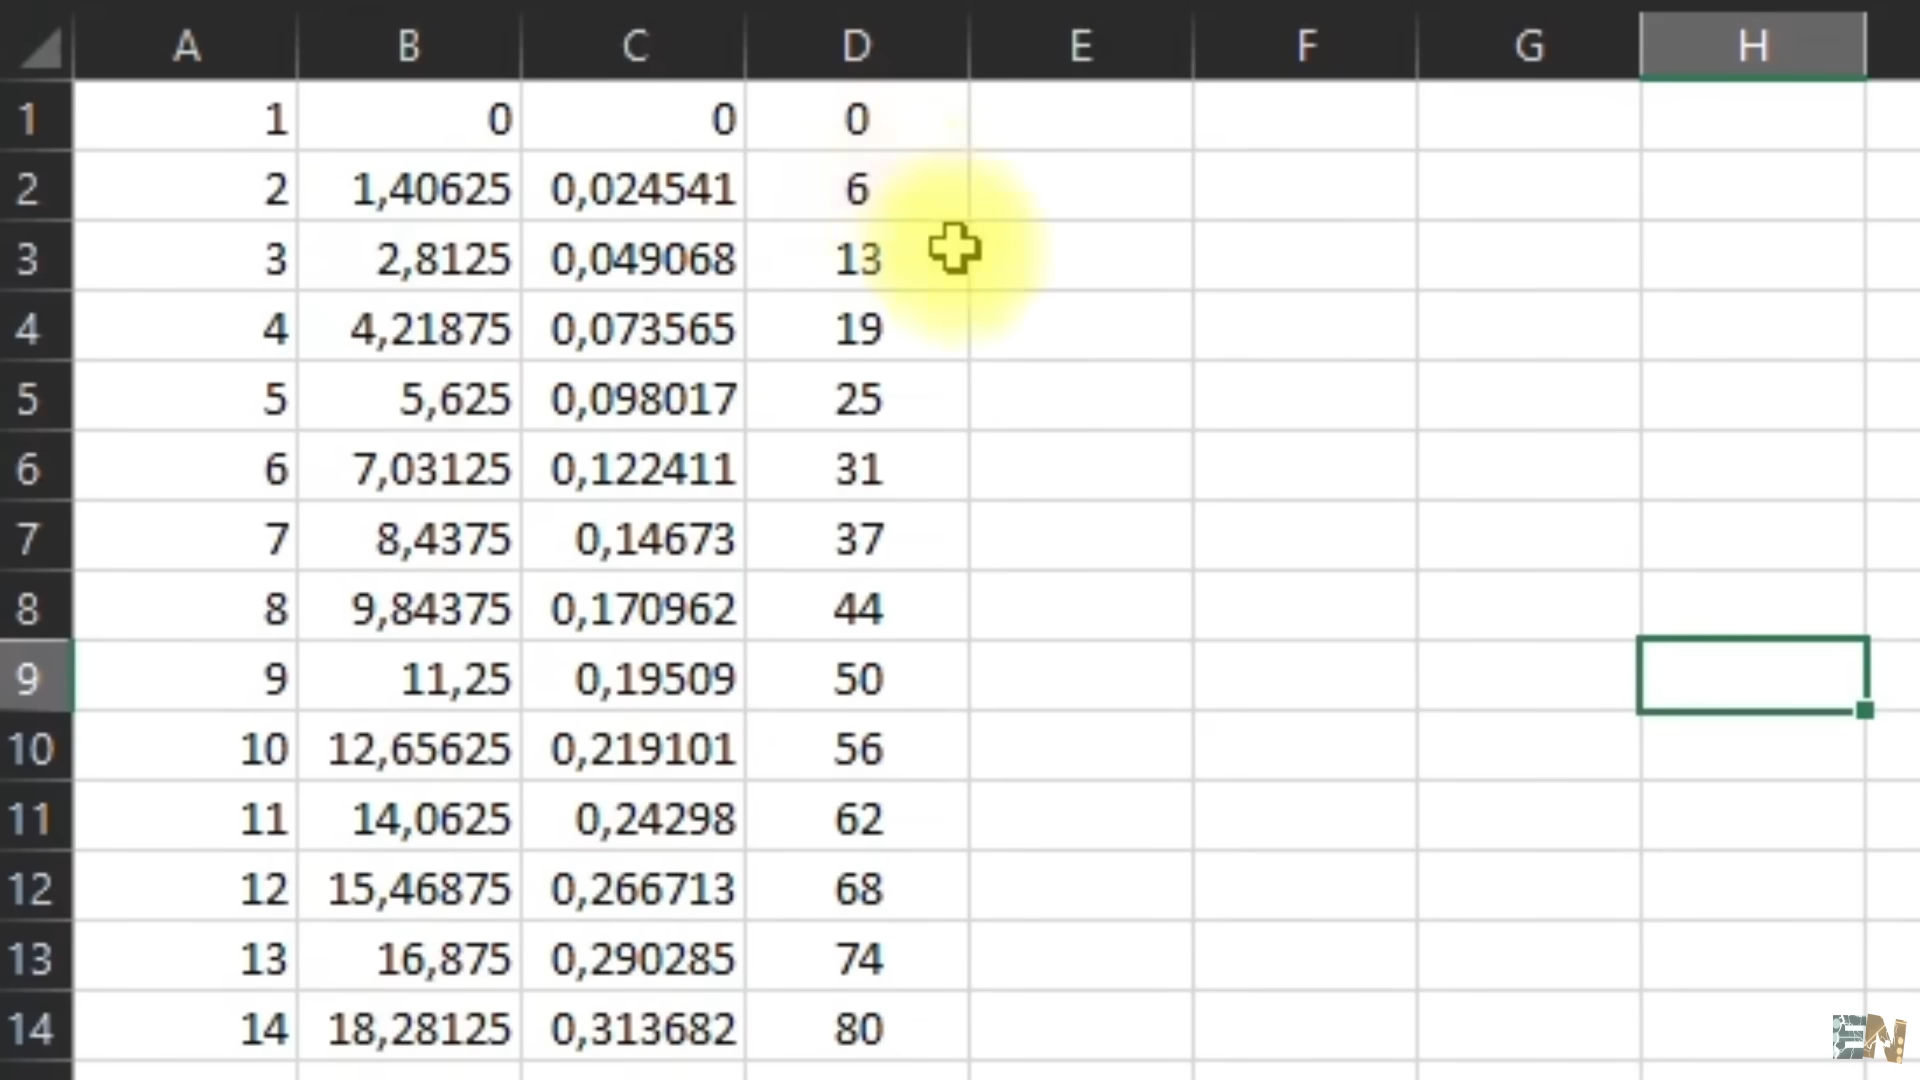 A B C D E F G H
1 1 0 0 0
2 2 1,40625 0,024541 6
3 3 2,8125 0,049068 13
4 4 4,21875 0,073565 19
5 5 5,625 0,098017 25
6 6 7,03125 0,122411 31
7 7 8,4375 0,14673 37
8 8 9,84375 0,170962 44
9 9 11,25 0,19509 50
10 10 12,65625 0,219101 56
11 11 14,0625 0,24298 62
12 12 15,46875 0,266713 68
13 13 16,875 0,290285 74
14 14 18,28125 0,313682 80
EN